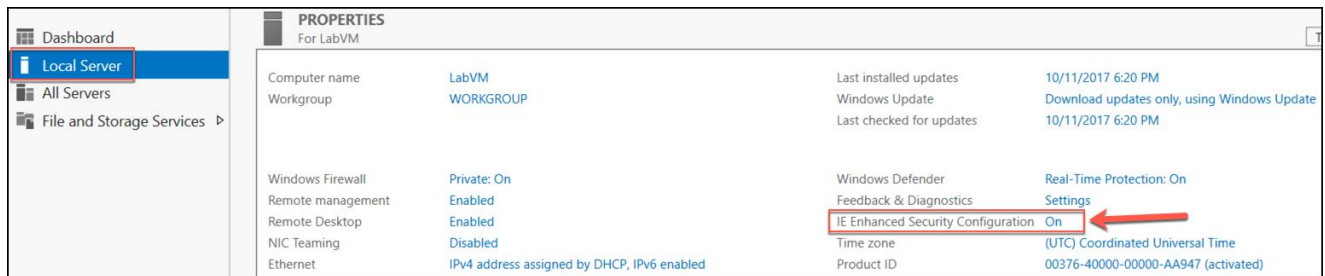 Dashboard
Local Server
All Servers
File and Storage Services
PROPERTIES
For LabVM
T
Computer name LabVM
Workgroup WORKGROUP
Last installed updates 10/11/2017 6:20 PM
Windows Update Download updates only, using Windows Update
Last checked for updates 10/11/2017 6:20 PM
Windows Firewall Private: On
Remote management Enabled
Remote Desktop Enabled
NIC Teaming Disabled
Ethernet IPv4 address assigned by DHCP, IPv6 enabled
Windows Defender Real-Time Protection: On
Feedback & Diagnostics Settings
IE Enhanced Security Configuration On
Time zone (UTC) Coordinated Universal Time
Product ID 00376-40000-00000-AA947 (activated)